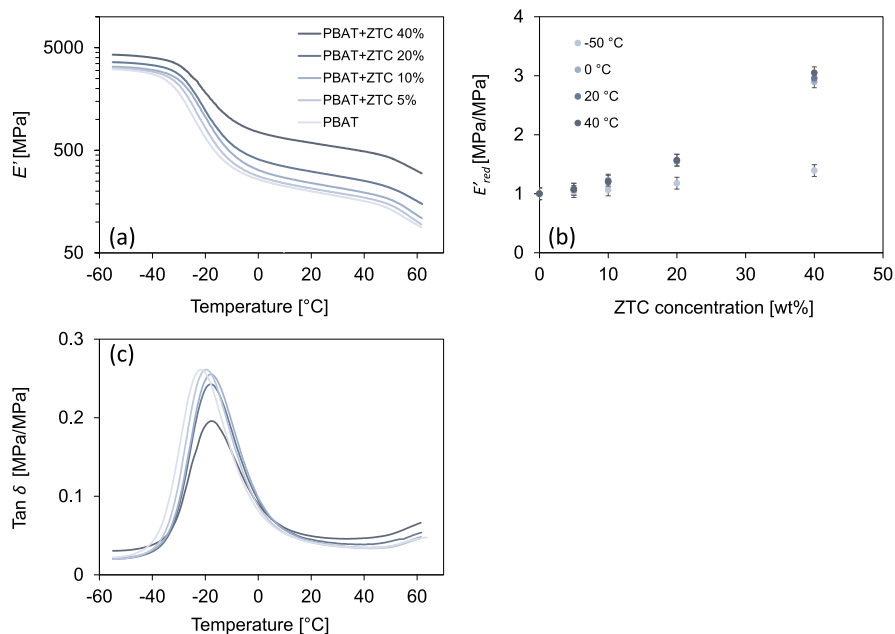 5000
500
50
E' [MPa]
PBAT+ZTC 40%
PBAT+ZTC 20%
PBAT+ZTC 10%
PBAT+ZTC 5%
PBAT
(a)
-60 -40 -20 0 20 40 60
Temperature [°C]
4
3
2
1
0
E'red [MPa/MPa]
-50 °C
0 °C
20 °C
40 °C
(b)
0 10 20 30 40 50
ZTC concentration [wt%]
0.3
0.2
0.1
0
Tan δ [MPa/MPa]
(c)
-60 -40 -20 0 20 40 60
Temperature [°C]